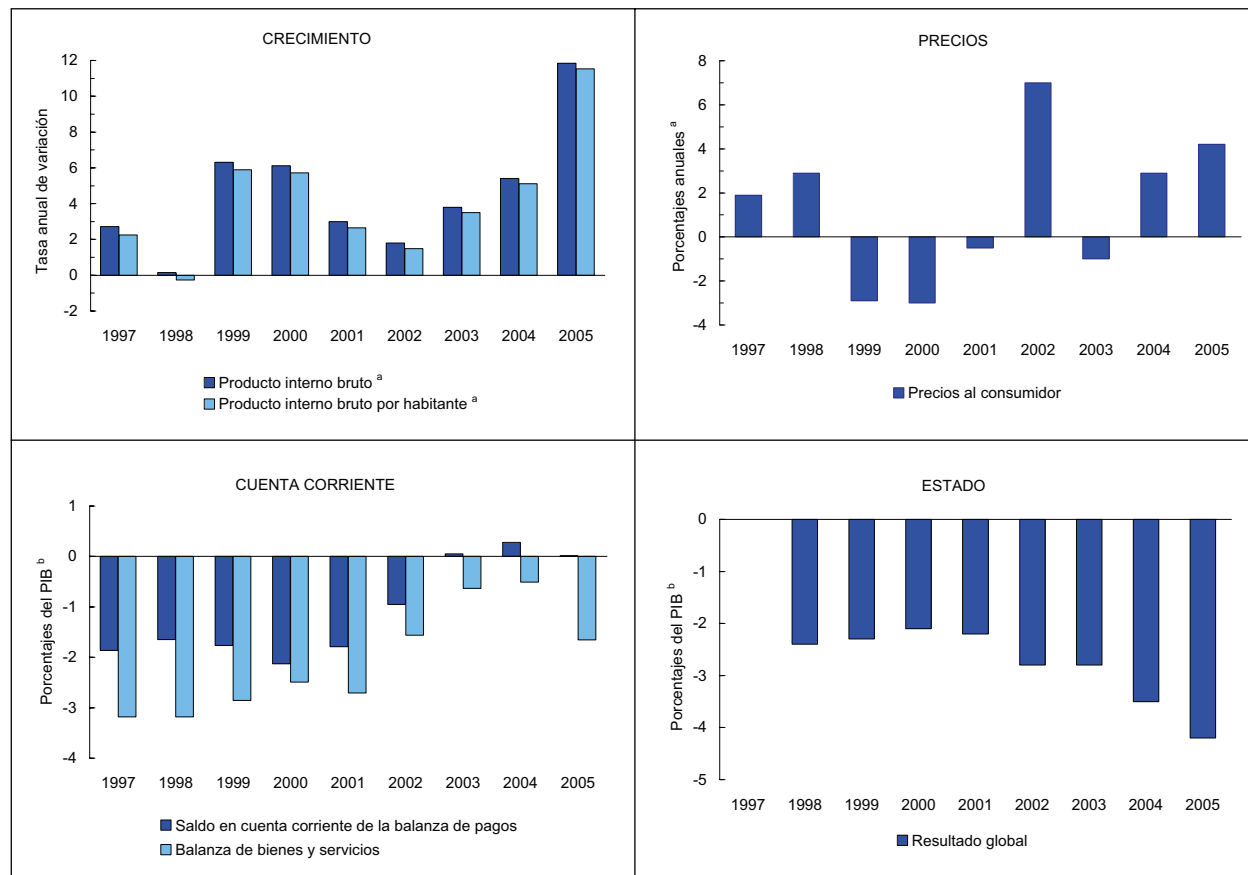 CRECIMIENTO
Tasa anual de variación
12
10
8
6
4
2
0
-2
1997 1998 1999 2000 2001 2002 2003 2004 2005
Producto interno bruto ª
Producto interno bruto por habitante ª
PRECIOS
Porcentajes anuales ª
8
6
4
2
0
-2
-4
1997 1998 1999 2000 2001 2002 2003 2004 2005
Precios al consumidor
CUENTA CORRIENTE
Porcentajes del PIB ᵇ
1
0
-1
-2
-3
-4
1997 1998 1999 2000 2001 2002 2003 2004 2005
Saldo en cuenta corriente de la balanza de pagos
Balanza de bienes y servicios
ESTADO
Porcentajes del PIB ᵇ
0
-1
-2
-3
-4
-5
1997 1998 1999 2000 2001 2002 2003 2004 2005
Resultado global